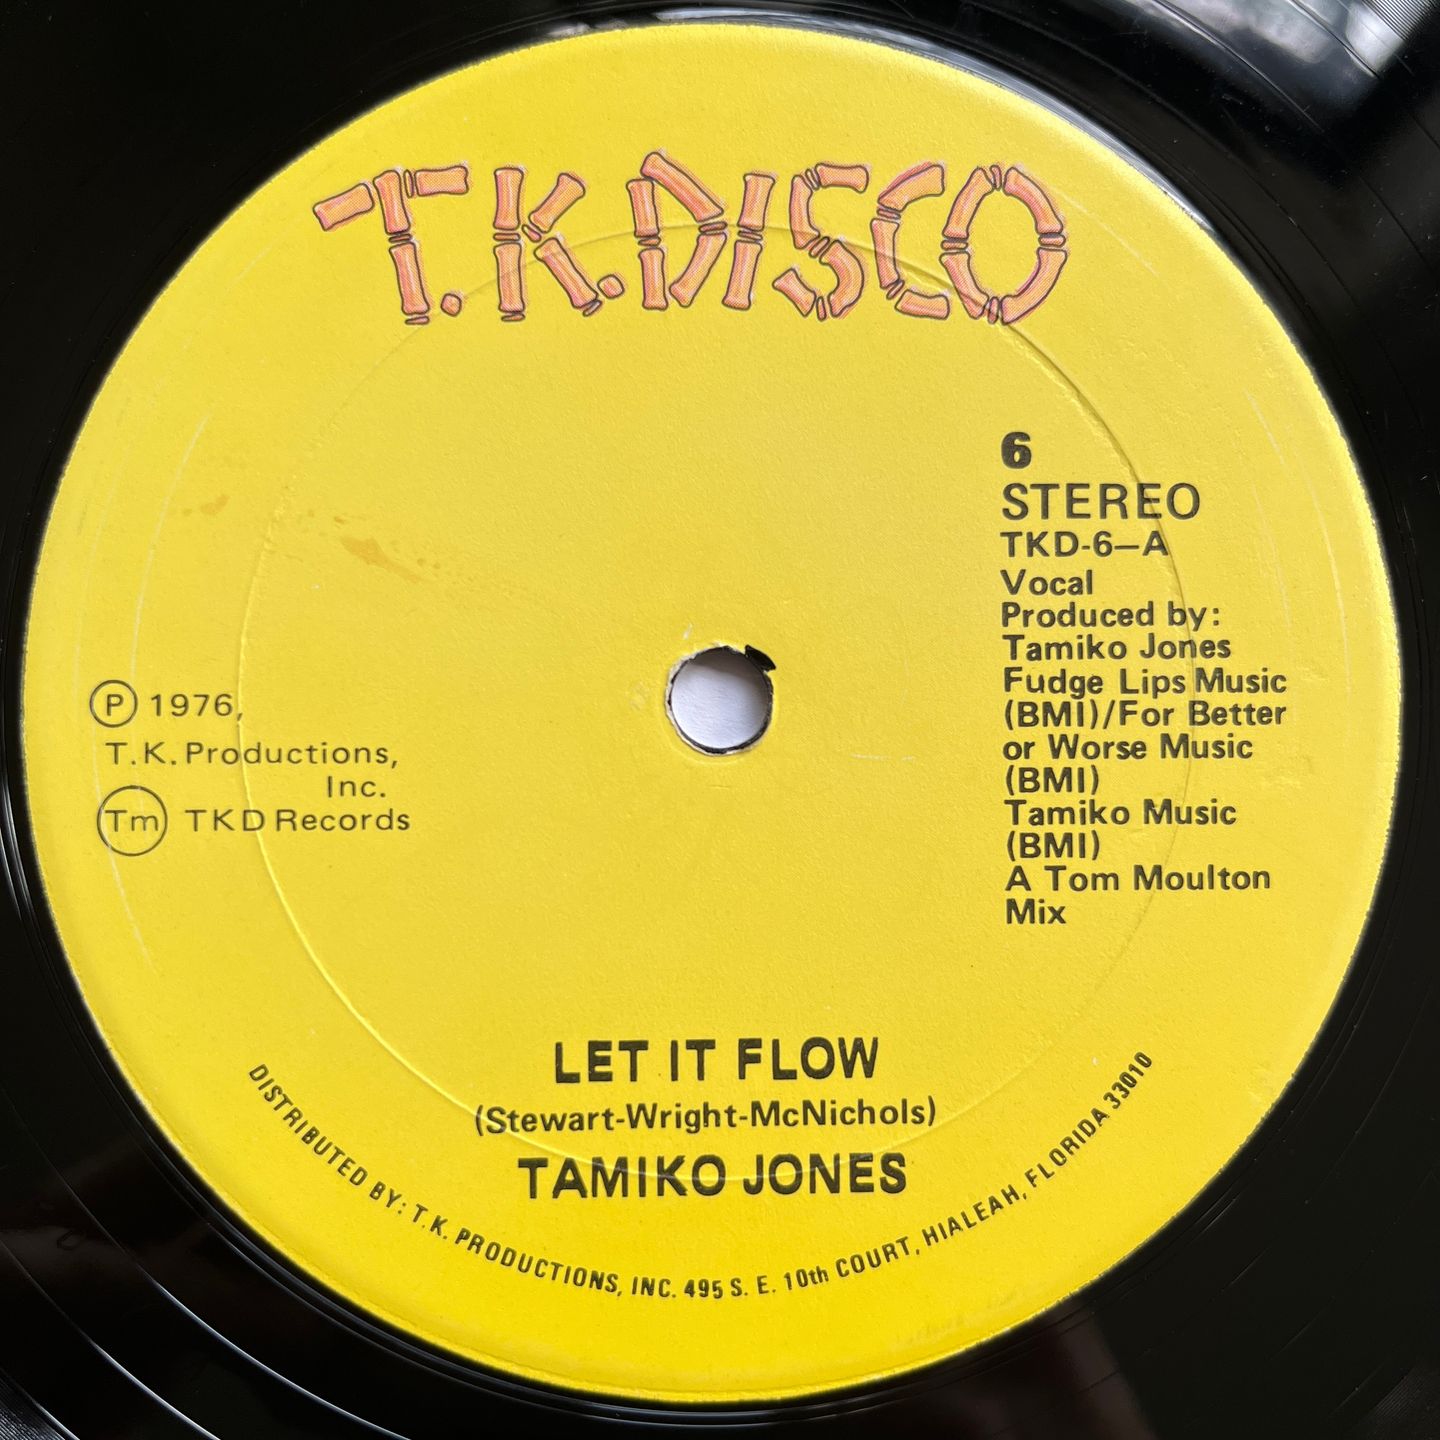 T.K. DISCO
6
STEREO
TKD-6—A
Vocal
Produced by:
Tamiko Jones
Fudge Lips Music
(BMI)/For Better
or Worse Music
(BMI)
Tamiko Music
(BMI)
A Tom Moulton
Mix
Ⓟ 1976,
T.K. Productions,
Inc.
Tm TKD Records
LET IT FLOW
(Stewart-Wright-McNichols)
TAMIKO JONES
DISTRIBUTED BY: T.K. PRODUCTIONS, INC. 495 S. E. 10th COURT, HIALEAH, FLORIDA 33010